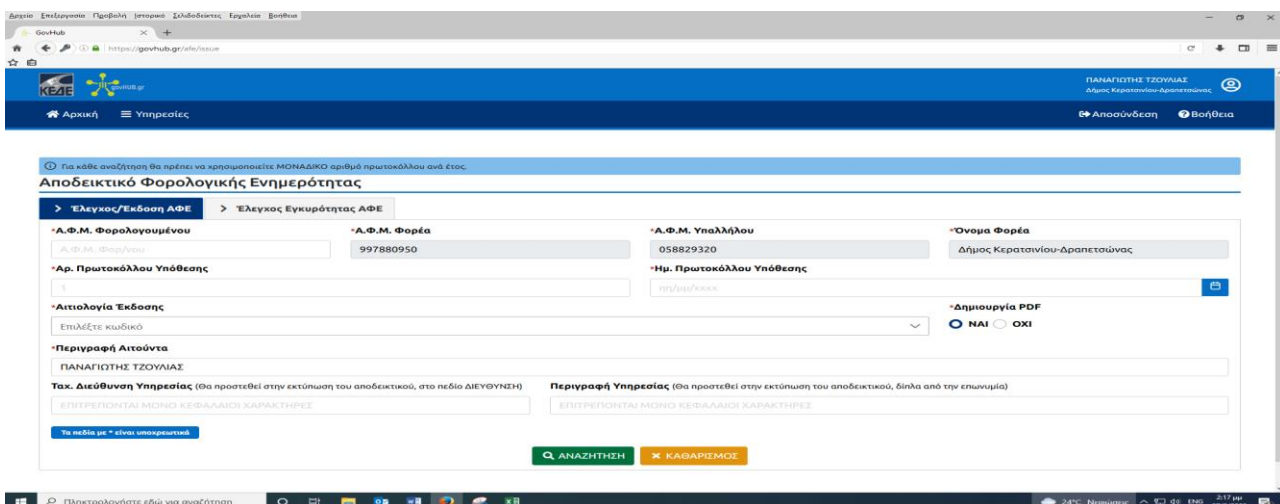 Αρχείο Επεξεργασία Προβολή Ιστορικό Σελιδοδείκτες Εργαλεία Βοήθεια
GovHub
https://govhub.gr/afe/issue
ΚΕΔΕ govHUB.gr
ΠΑΝΑΓΙΩΤΗΣ ΤΖΟΥΛΙΑΣ
Δήμος Κερατσινίου-Δραπετσώνας
Αρχική Υπηρεσίες Αποσύνδεση Βοήθεια
Για κάθε αναζήτηση θα πρέπει να χρησιμοποιείτε ΜΟΝΑΔΙΚΟ αριθμό πρωτοκόλλου ανά έτος.
Αποδεικτικό Φορολογικής Ενημερότητας
Έλεγχος/Έκδοση ΑΦΕ Έλεγχος Εγκυρότητας ΑΦΕ
*Α.Φ.Μ. Φορολογουμένου *Α.Φ.Μ. Φορέα *Α.Φ.Μ. Υπαλλήλου *Όνομα Φορέα
Α.Φ.Μ. Φορ/νου 997880950 058829320 Δήμος Κερατσινίου-Δραπετσώνας
*Αρ. Πρωτοκόλλου Υπόθεσης *Ημ. Πρωτοκόλλου Υπόθεσης
1 ηη/μμ/χχχχ
*Αιτιολογία Έκδοσης *Δημιουργία PDF
Επιλέξτε κωδικό ΝΑΙ ΟΧΙ
*Περιγραφή Αιτούντα
ΠΑΝΑΓΙΩΤΗΣ ΤΖΟΥΛΙΑΣ
Ταχ. Διεύθυνση Υπηρεσίας (Θα προστεθεί στην εκτύπωση του αποδεικτικού, στο πεδίο ΔΙΕΥΘΥΝΣΗ) Περιγραφή Υπηρεσίας (Θα προστεθεί στην εκτύπωση του αποδεικτικού, δίπλα από την επωνυμία)
ΕΠΙΤΡΕΠΟΝΤΑΙ ΜΟΝΟ ΚΕΦΑΛΑΙΟΙ ΧΑΡΑΚΤΗΡΕΣ ΕΠΙΤΡΕΠΟΝΤΑΙ ΜΟΝΟ ΚΕΦΑΛΑΙΟΙ ΧΑΡΑΚΤΗΡΕΣ
Τα πεδία με * είναι υποχρεωτικά
ΑΝΑΖΗΤΗΣΗ ΚΑΘΑΡΙΣΜΟΣ
Πληκτρολογήστε εδώ για αναζήτηση 24°C ENG 2:17 μμ